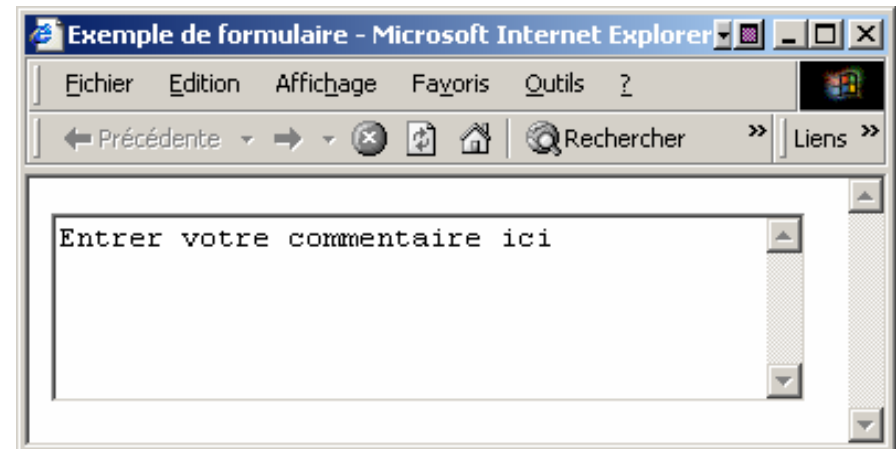 Exemple de formulaire - Microsoft Internet Explorer
Fichier Edition Affichage Favoris Outils ?
Précédente Rechercher » Liens »
Entrer votre commentaire ici